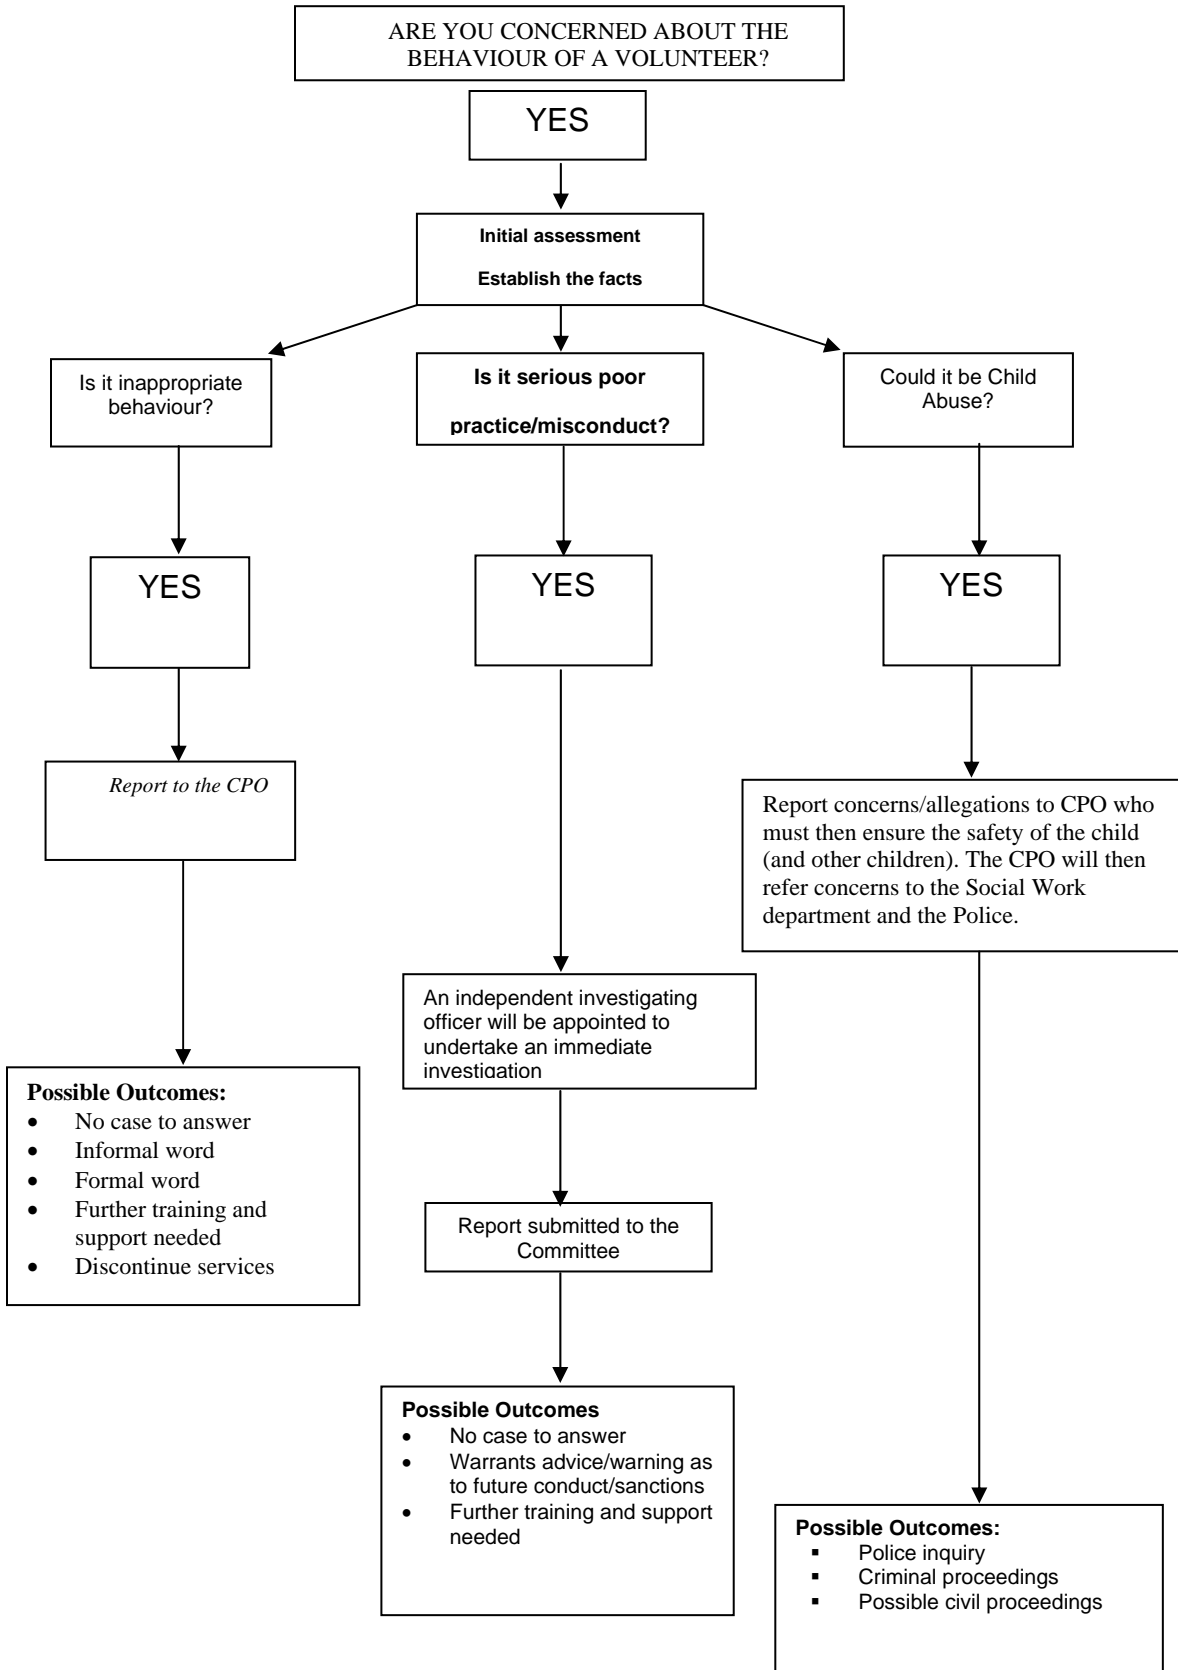 ARE YOU CONCERNED ABOUT THE
BEHAVIOUR OF A VOLUNTEER?
YES
Initial assessment
Establish the facts
Is it inappropriate
behaviour?
Is it serious poor
practice/misconduct?
Could it be Child
Abuse?
YES
YES
YES
Report to the CPO
Report concerns/allegations to CPO who
must then ensure the safety of the child
(and other children). The CPO will then
refer concerns to the Social Work
department and the Police.
An independent investigating
officer will be appointed to
undertake an immediate
investigation
Possible Outcomes:
• No case to answer
• Informal word
• Formal word
• Further training and
support needed
• Discontinue services
Report submitted to the
Committee
Possible Outcomes
• No case to answer
• Warrants advice/warning as
to future conduct/sanctions
• Further training and support
needed
Possible Outcomes:
▪ Police inquiry
▪ Criminal proceedings
▪ Possible civil proceedings